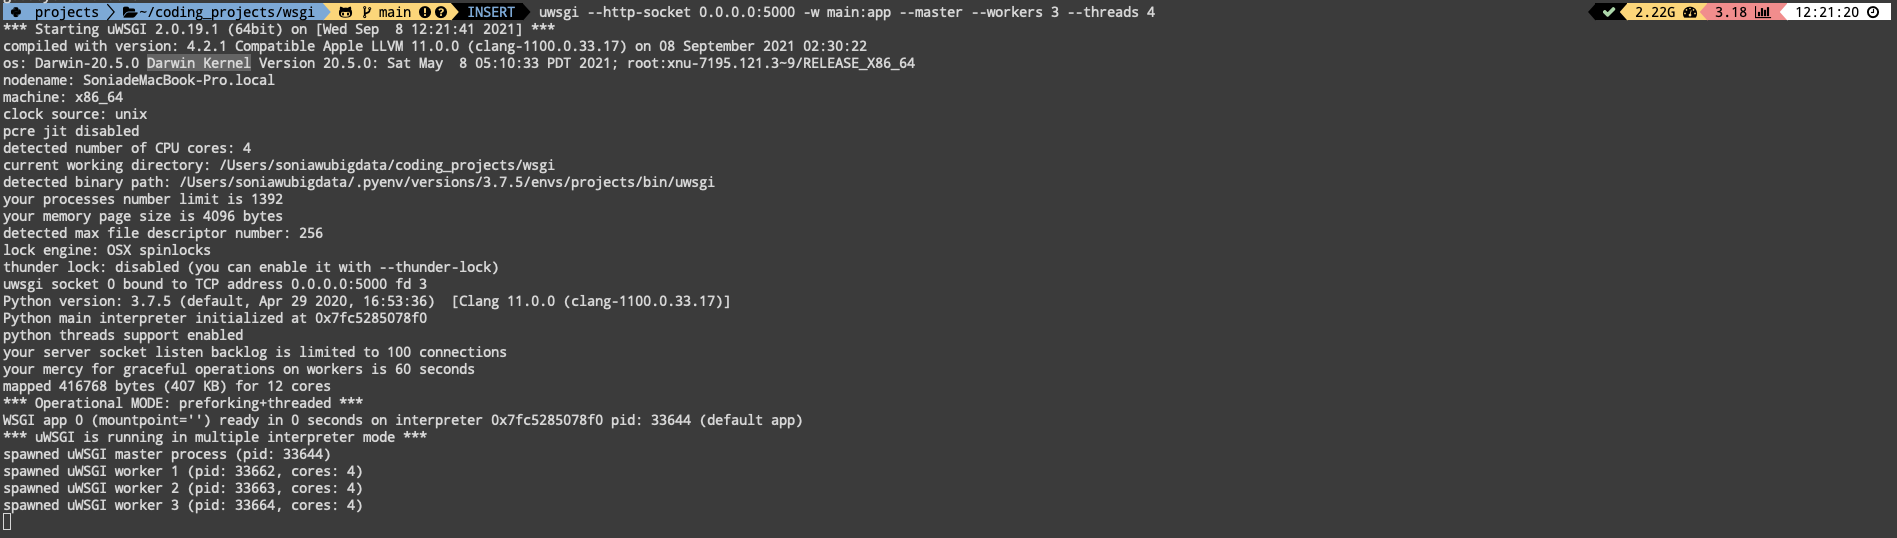 projects ~/coding_projects/wsgi main INSERT uwsgi --http-socket 0.0.0.0:5000 -w main:app --master --workers 3 --threads 4 2.22G 3.18 12:21:20
*** Starting uWSGI 2.0.19.1 (64bit) on [Wed Sep  8 12:21:41 2021] ***
compiled with version: 4.2.1 Compatible Apple LLVM 11.0.0 (clang-1100.0.33.17) on 08 September 2021 02:30:22
os: Darwin-20.5.0 Darwin Kernel Version 20.5.0: Sat May  8 05:10:33 PDT 2021; root:xnu-7195.121.3~9/RELEASE_X86_64
nodename: SoniadeMacBook-Pro.local
machine: x86_64
clock source: unix
pcre jit disabled
detected number of CPU cores: 4
current working directory: /Users/soniawubigdata/coding_projects/wsgi
detected binary path: /Users/soniawubigdata/.pyenv/versions/3.7.5/envs/projects/bin/uwsgi
your processes number limit is 1392
your memory page size is 4096 bytes
detected max file descriptor number: 256
lock engine: OSX spinlocks
thunder lock: disabled (you can enable it with --thunder-lock)
uwsgi socket 0 bound to TCP address 0.0.0.0:5000 fd 3
Python version: 3.7.5 (default, Apr 29 2020, 16:53:36)  [Clang 11.0.0 (clang-1100.0.33.17)]
Python main interpreter initialized at 0x7fc5285078f0
python threads support enabled
your server socket listen backlog is limited to 100 connections
your mercy for graceful operations on workers is 60 seconds
mapped 416768 bytes (407 KB) for 12 cores
*** Operational MODE: preforking+threaded ***
WSGI app 0 (mountpoint='') ready in 0 seconds on interpreter 0x7fc5285078f0 pid: 33644 (default app)
*** uWSGI is running in multiple interpreter mode ***
spawned uWSGI master process (pid: 33644)
spawned uWSGI worker 1 (pid: 33662, cores: 4)
spawned uWSGI worker 2 (pid: 33663, cores: 4)
spawned uWSGI worker 3 (pid: 33664, cores: 4)